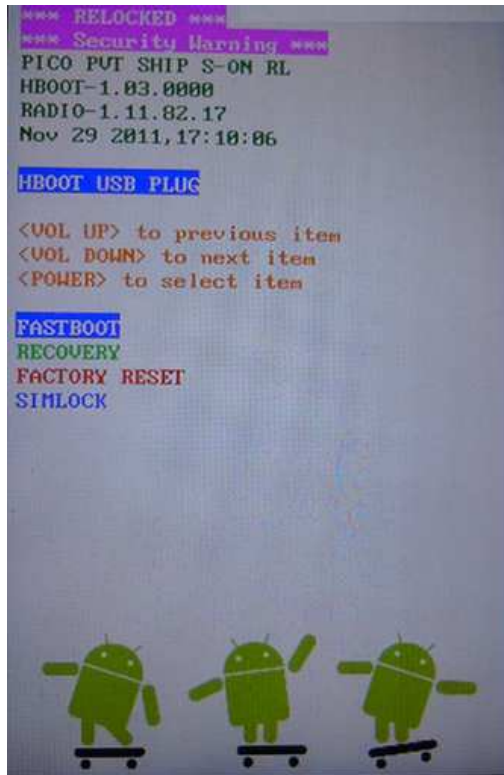 *** RELOCKED ***
*** Security Warning ***
PICO PVT SHIP S-ON RL
HBOOT-1.03.0000
RADIO-1.11.82.17
Nov 29 2011,17:10:06
HBOOT USB PLUG
<VOL UP> to previous item
<VOL DOWN> to next item
<POWER> to select item
FASTBOOT
RECOVERY
FACTORY RESET
SIMLOCK